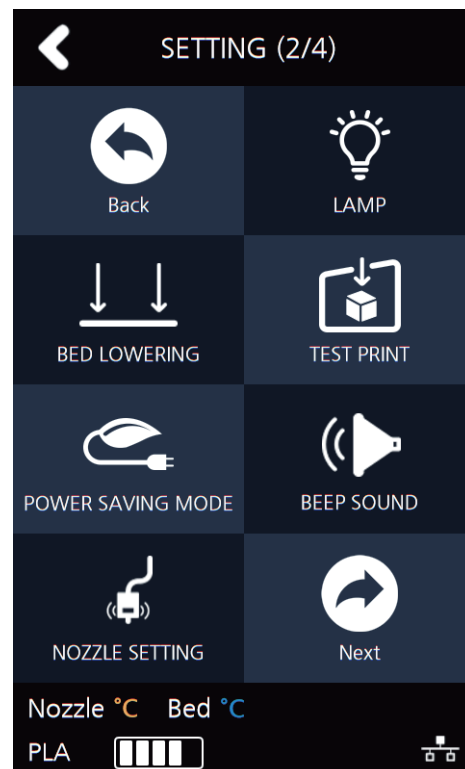 SETTING (2/4)
Back
LAMP
BED LOWERING
TEST PRINT
POWER SAVING MODE
BEEP SOUND
NOZZLE SETTING
Next
Nozzle °C Bed °C
PLA